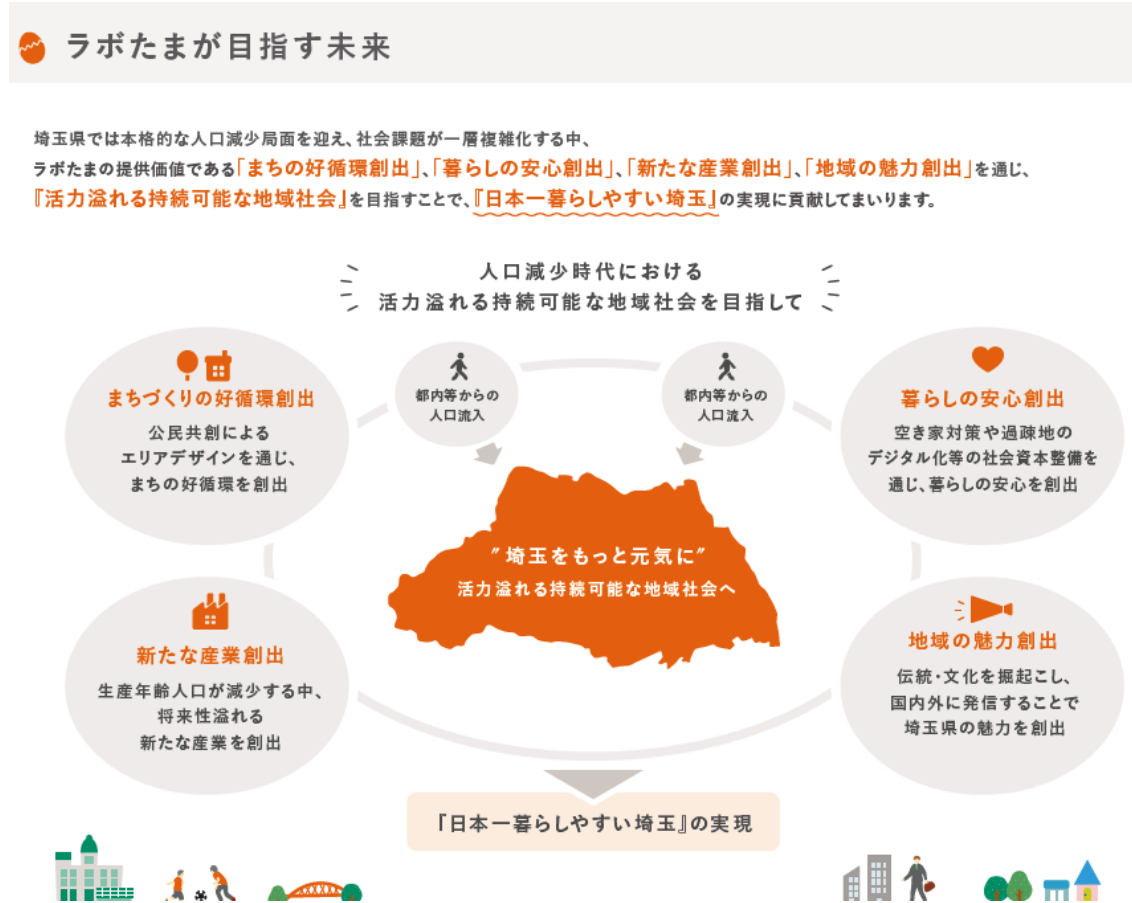 ラボたまが目指す未来
埼玉県では本格的な人口減少局面を迎え、社会課題が一層複雑化する中、
ラボたまの提供価値である「まちの好循環創出」、「暮らしの安心創出」、「新たな産業創出」、「地域の魅力創出」を通じ、
『活力溢れる持続可能な地域社会』を目指すことで、『日本一暮らしやすい埼玉』の実現に貢献してまいります。
人口減少時代における
活力溢れる持続可能な地域社会を目指して
まちづくりの好循環創出
公民共創による
エリアデザインを通じ、
まちの好循環を創出
都内等からの
人口流入
都内等からの
人口流入
暮らしの安心創出
空き家対策や過疎地の
デジタル化等の社会資本整備を
通じ、暮らしの安心を創出
"埼玉をもっと元気に"
活力溢れる持続可能な地域社会へ
新たな産業創出
生産年齢人口が減少する中、
将来性溢れる
新たな産業を創出
地域の魅力創出
伝統・文化を掘起こし、
国内外に発信することで
埼玉県の魅力を創出
『日本一暮らしやすい埼玉』の実現